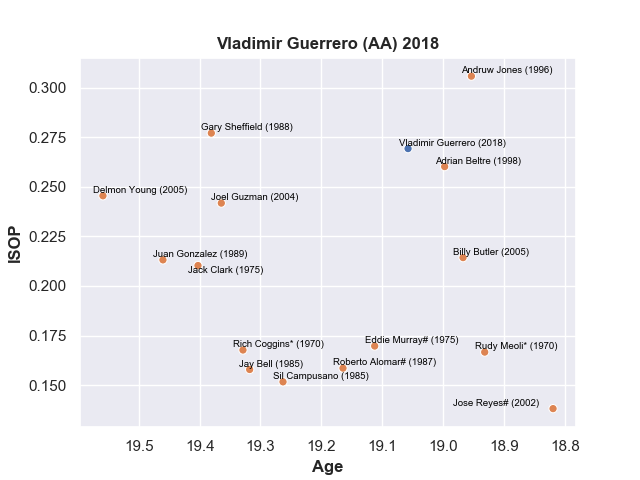 Vladimir Guerrero (AA) 2018
Andruw Jones (1996)
0.300
Gary Sheffield (1988)
0.275
Vladimir Guerrero (2018)
Adrian Beltre (1998)
0.250
Delmon Young (2005)
Joel Guzman (2004)
0.225
ISOP
Juan Gonzalez (1989)
Billy Butler (2005)
Jack Clark (1975)
0.200
0.175
Rich Coggins* (1970)
Eddie Murray# (1975)
Rudy Meoli* (1970)
Jay Bell (1985)
Roberto Alomar# (1987)
Sil Campusano (1985)
0.150
Jose Reyes# (2002)
19.5 19.4 19.3 19.2 19.1 19.0 18.9 18.8
Age